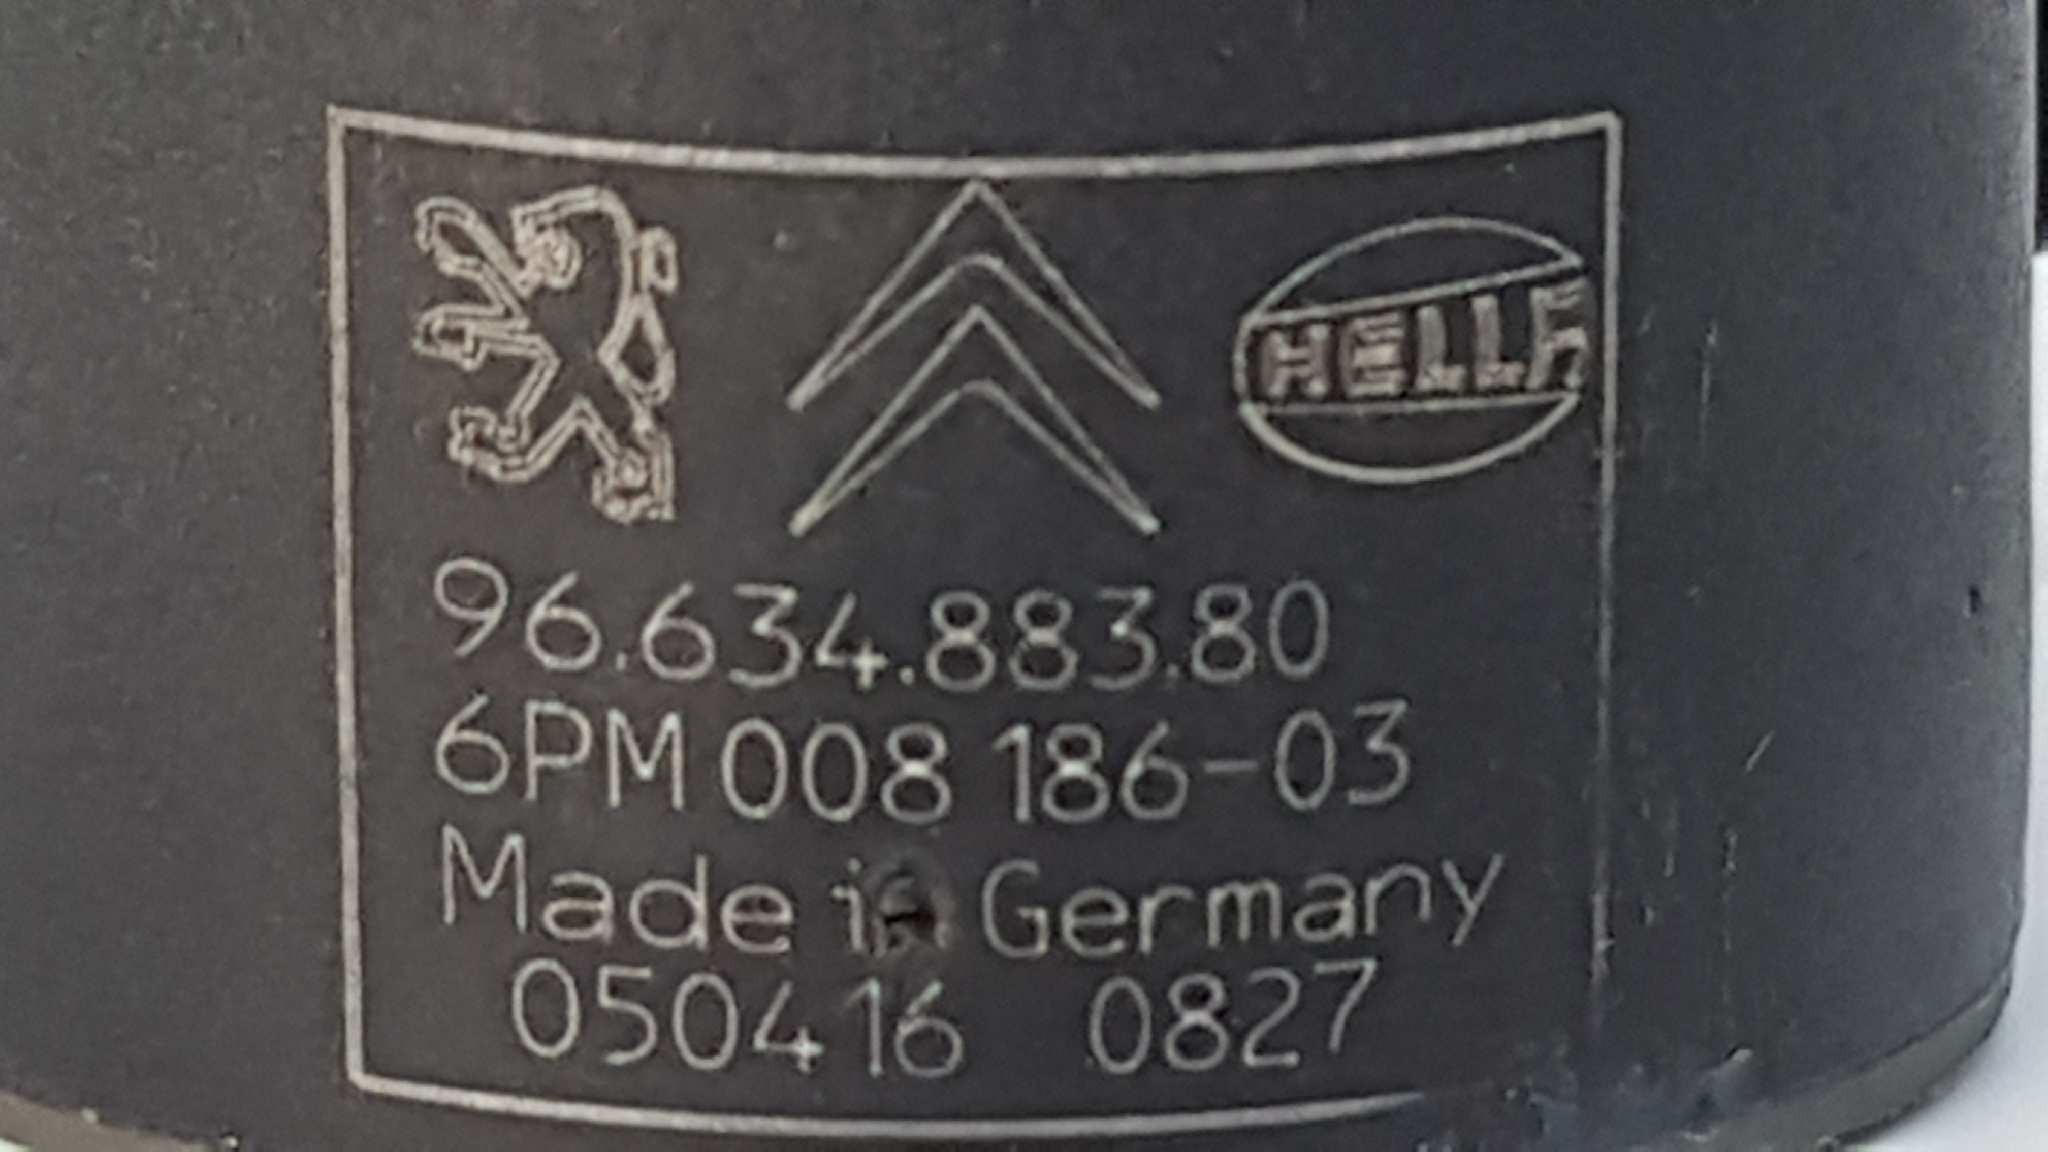 HELLA
96.634.883.80
6PM 008 186-03
Made in Germany
050416 0827